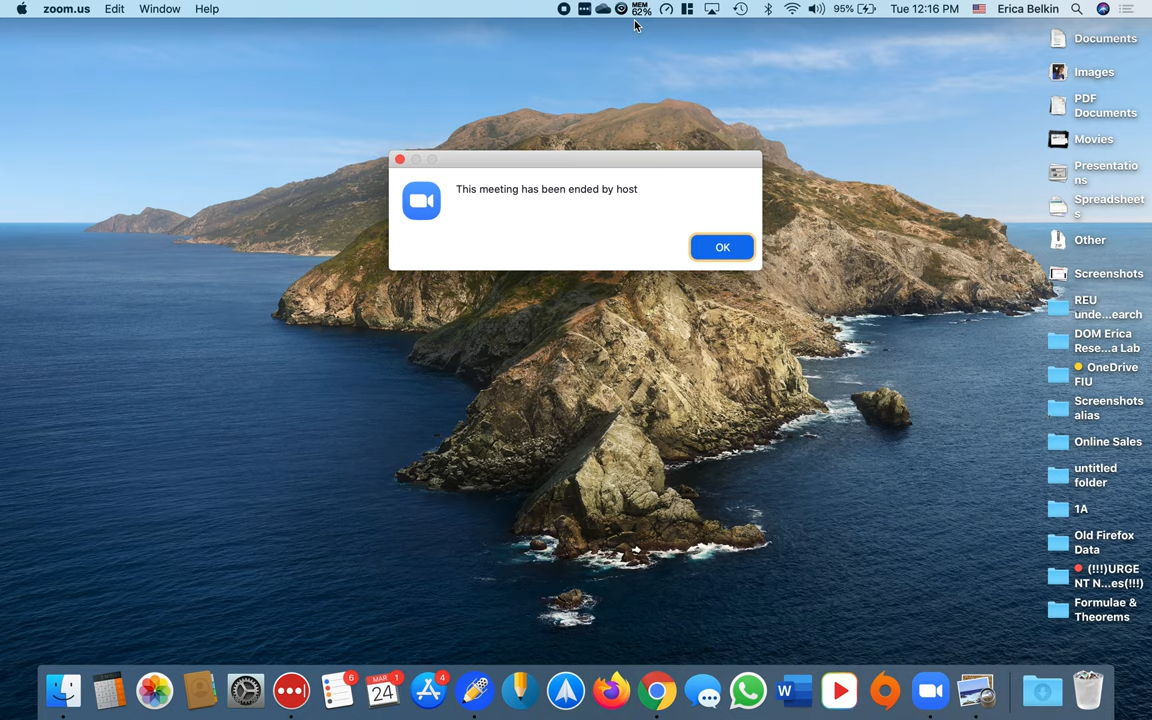 zoom.us Edit Window Help MEM 62% 95% Tue 12:16 PM Erica Belkin
This meeting has been ended by host
OK
Documents
Images
PDF
Documents
Movies
Presentatio
ns
Spreadsheet
s
Other
Screenshots
REU
unde...earch
DOM Erica
Rese...a Lab
OneDrive
FIU
Screenshots
alias
Online Sales
untitled
folder
1A
Old Firefox
Data
(!!!)URGE
NT N...es(!!!)
Formulae &
Theorems
6 MAR 24 1 4 W